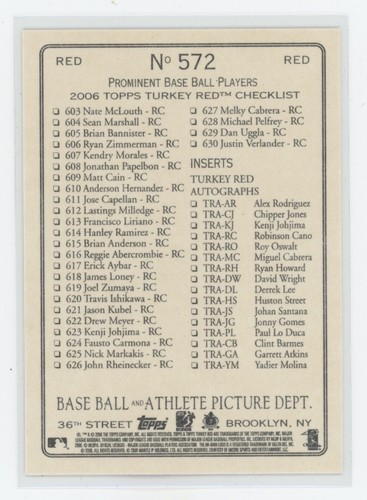 RED Nº 572 RED
PROMINENT BASE BALL PLAYERS
2006 TOPPS TURKEY RED™ CHECKLIST
❑ 603 Nate McLouth - RC
❑ 604 Sean Marshall - RC
❑ 605 Brian Bannister - RC
❑ 606 Ryan Zimmerman - RC
❑ 607 Kendry Morales - RC
❑ 608 Jonathan Papelbon - RC
❑ 609 Matt Cain - RC
❑ 610 Anderson Hernandez - RC
❑ 611 Jose Capellan - RC
❑ 612 Lastings Milledge - RC
❑ 613 Francisco Liriano - RC
❑ 614 Hanley Ramirez - RC
❑ 615 Brian Anderson - RC
❑ 616 Reggie Abercrombie - RC
❑ 617 Erick Aybar - RC
❑ 618 James Loney - RC
❑ 619 Joel Zumaya - RC
❑ 620 Travis Ishikawa - RC
❑ 621 Jason Kubel - RC
❑ 622 Drew Meyer - RC
❑ 623 Kenji Johjima - RC
❑ 624 Fausto Carmona - RC
❑ 625 Nick Markakis - RC
❑ 626 John Rheinecker - RC
❑ 627 Melky Cabrera - RC
❑ 628 Michael Pelfrey - RC
❑ 629 Dan Uggla - RC
❑ 630 Justin Verlander - RC
INSERTS
TURKEY RED
AUTOGRAPHS
❑ TRA-AR Alex Rodriguez
❑ TRA-CJ Chipper Jones
❑ TRA-KJ Kenji Johjima
❑ TRA-RC Robinson Cano
❑ TRA-RO Roy Oswalt
❑ TRA-MC Miguel Cabrera
❑ TRA-RH Ryan Howard
❑ TRA-DW David Wright
❑ TRA-DL Derrek Lee
❑ TRA-HS Huston Street
❑ TRA-JS Johan Santana
❑ TRA-JG Jonny Gomes
❑ TRA-PL Paul Lo Duca
❑ TRA-CB Clint Barmes
❑ TRA-GA Garrett Atkins
❑ TRA-YM Yadier Molina
BASE BALL AND ATHLETE PICTURE DEPT.
36TH STREET Topps BROOKLYN, NY